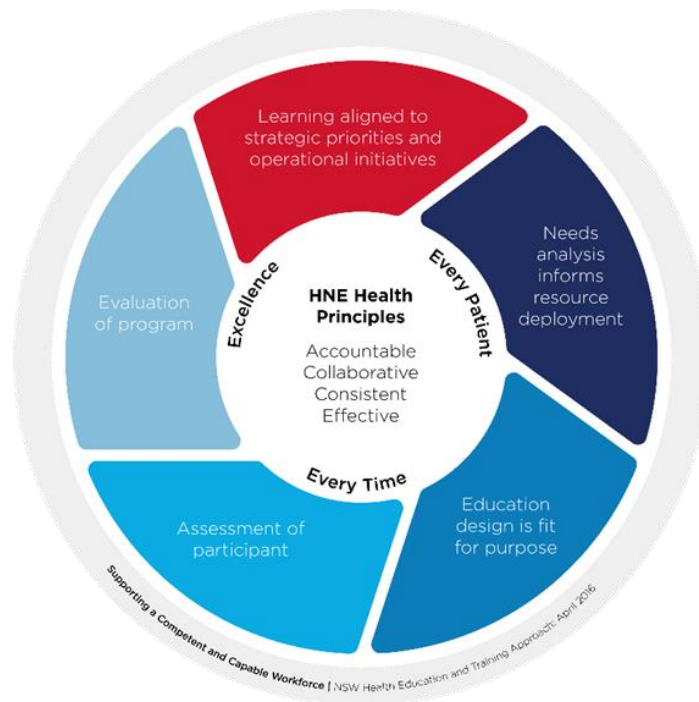 Learning aligned to
strategic priorities and
operational initiatives
Needs
analysis
informs
resource
deployment
Education
design is fit
for purpose
Assessment of
participant
Evaluation
of program
Excellence
Every Patient
Every Time
HNE Health
Principles
Accountable
Collaborative
Consistent
Effective
Supporting a Competent and Capable Workforce | NSW Health Education and Training Approach: April 2016